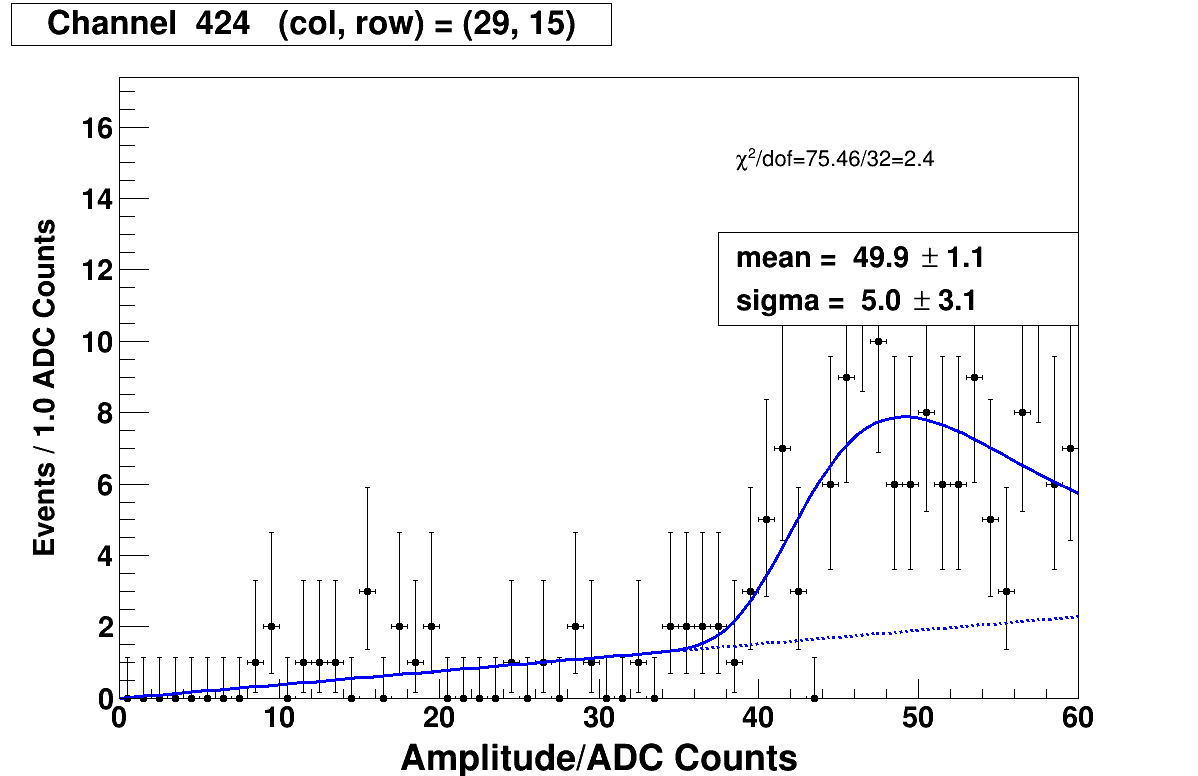 Channel 424 (col, row) = (29, 15)
χ²/dof=75.46/32=2.4
mean = 49.9 ± 1.1
sigma = 5.0 ± 3.1
Events / 1.0 ADC Counts
16
14
12
10
8
6
4
2
0
0 10 20 30 40 50 60
Amplitude/ADC Counts